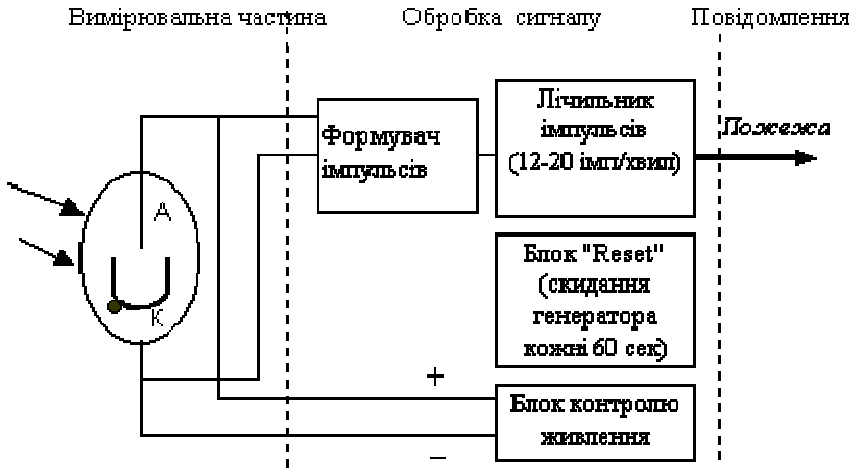 Вимірювальна частина
Обробка сигналу
Повідомлення
Формувач
імпульсів
Лічильник
імпульсів
(12-20 імп/хвил)
Пожежа
А
К
Блок "Reset"
(скидання
генератора
кожні 60 сек)
+
Блок контролю
живлення
–